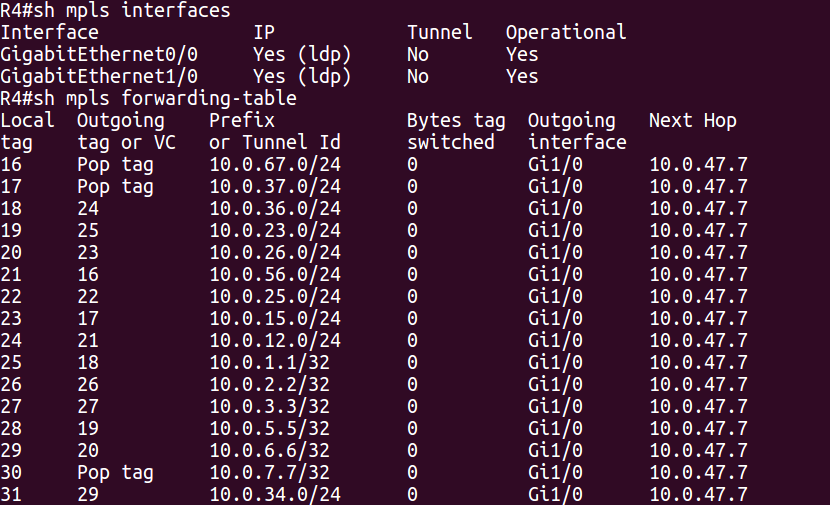 R4#sh mpls interfaces
Interface              IP            Tunnel   Operational
GigabitEthernet0/0     Yes (ldp)     No       Yes
GigabitEthernet1/0     Yes (ldp)     No       Yes
R4#sh mpls forwarding-table
Local  Outgoing    Prefix            Bytes tag  Outgoing   Next Hop
tag    tag or VC   or Tunnel Id      switched   interface
16     Pop tag     10.0.67.0/24      0          Gi1/0      10.0.47.7
17     Pop tag     10.0.37.0/24      0          Gi1/0      10.0.47.7
18     24          10.0.36.0/24      0          Gi1/0      10.0.47.7
19     25          10.0.23.0/24      0          Gi1/0      10.0.47.7
20     23          10.0.26.0/24      0          Gi1/0      10.0.47.7
21     16          10.0.56.0/24      0          Gi1/0      10.0.47.7
22     22          10.0.25.0/24      0          Gi1/0      10.0.47.7
23     17          10.0.15.0/24      0          Gi1/0      10.0.47.7
24     21          10.0.12.0/24      0          Gi1/0      10.0.47.7
25     18          10.0.1.1/32       0          Gi1/0      10.0.47.7
26     26          10.0.2.2/32       0          Gi1/0      10.0.47.7
27     27          10.0.3.3/32       0          Gi1/0      10.0.47.7
28     19          10.0.5.5/32       0          Gi1/0      10.0.47.7
29     20          10.0.6.6/32       0          Gi1/0      10.0.47.7
30     Pop tag     10.0.7.7/32       0          Gi1/0      10.0.47.7
31     29          10.0.34.0/24      0          Gi1/0      10.0.47.7